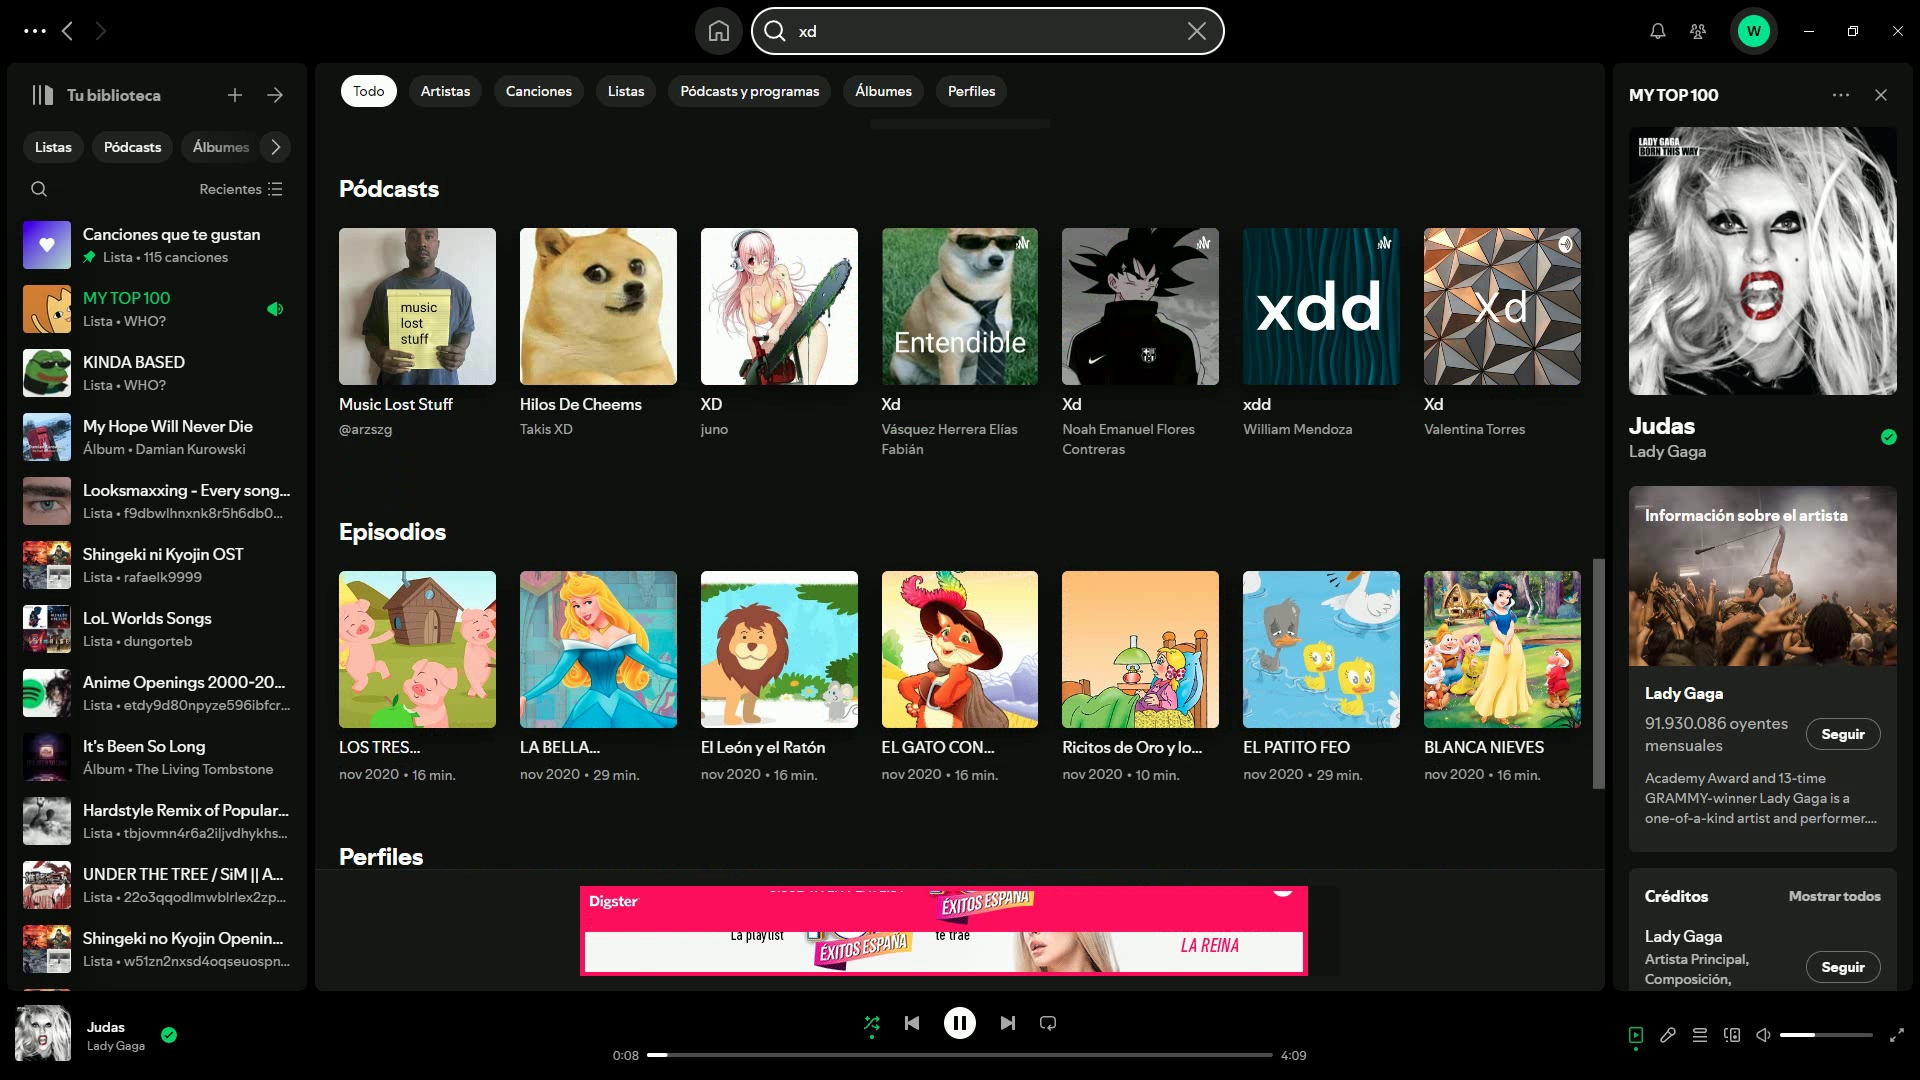 xd
W
Tu biblioteca
Listas
Pódcasts
Álbumes
Recientes
Canciones que te gustan
Lista • 115 canciones
MY TOP 100
Lista • WHO?
KINDA BASED
Lista • WHO?
My Hope Will Never Die
Álbum • Damian Kurowski
Looksmaxxing - Every song...
Lista • f9dbwlhnxnk8r5h6db0...
Shingeki ni Kyojin OST
Lista • rafaelk9999
LoL Worlds Songs
Lista • dungorteb
Anime Openings 2000-20...
Lista • etdy9d80npyze596ibfcr...
It's Been So Long
Álbum • The Living Tombstone
Hardstyle Remix of Popular...
Lista • tbjovmn4r6a2iljvdhykhs...
UNDER THE TREE / SiM || A...
Lista • 22o3qqodlmwblrlex2zp...
Shingeki no Kyojin Openin...
Lista • w51zn2nxsd4oqseuospn...
Todo
Artistas
Canciones
Listas
Pódcasts y programas
Álbumes
Perfiles
Pódcasts
music
lost
stuff
Entendible
xdd
Xd
Music Lost Stuff
@arzszg
Hilos De Cheems
Takis XD
XD
juno
Xd
Vásquez Herrera Elías
Fabián
Xd
Noah Emanuel Flores
Contreras
xdd
William Mendoza
Xd
Valentina Torres
Episodios
LOS TRES...
nov 2020 • 16 min.
LA BELLA...
nov 2020 • 29 min.
El León y el Ratón
nov 2020 • 16 min.
EL GATO CON...
nov 2020 • 16 min.
Ricitos de Oro y lo...
nov 2020 • 10 min.
EL PATITO FEO
nov 2020 • 29 min.
BLANCA NIEVES
nov 2020 • 16 min.
Perfiles
Digster
ÉXITOS ESPAÑA
La playlist
ÉXITOS ESPAÑA
te trae
LA REINA
MY TOP 100
LADY GAGA
BORN THIS WAY
Judas
Lady Gaga
Información sobre el artista
Lady Gaga
91.930.086 oyentes
mensuales
Seguir
Academy Award and 13-time
GRAMMY-winner Lady Gaga is a
one-of-a-kind artist and performer....
Créditos
Mostrar todos
Lady Gaga
Artista Principal,
Composición,
Seguir
Judas
Lady Gaga
0:08
4:09